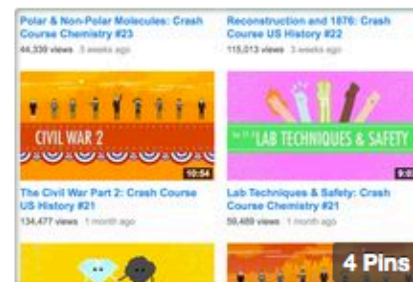 Polar & Non-Polar Molecules: Crash
Course Chemistry #23
44,339 views 3 weeks ago
Reconstruction and 1876: Crash
Course US History #22
115,013 views 3 weeks ago
CIVIL WAR 2
10:54
The Civil War Part 2: Crash Course
US History #21
134,477 views 1 month ago
LAB TECHNIQUES & SAFETY
Lab Techniques & Safety: Crash
Course Chemistry #21
1 month ago
4 Pins